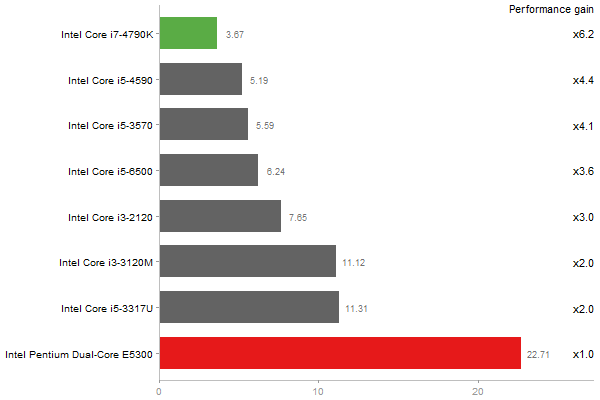 Performance gain
Intel Core i7-4790K 3.67 x6.2
Intel Core i5-4590 5.19 x4.4
Intel Core i5-3570 5.59 x4.1
Intel Core i5-6500 6.24 x3.6
Intel Core i3-2120 7.65 x3.0
Intel Core i3-3120M 11.12 x2.0
Intel Core i5-3317U 11.31 x2.0
Intel Pentium Dual-Core E5300 22.71 x1.0
0 10 20